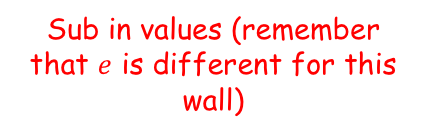 Sub in values (remember
that e is different for this
wall)